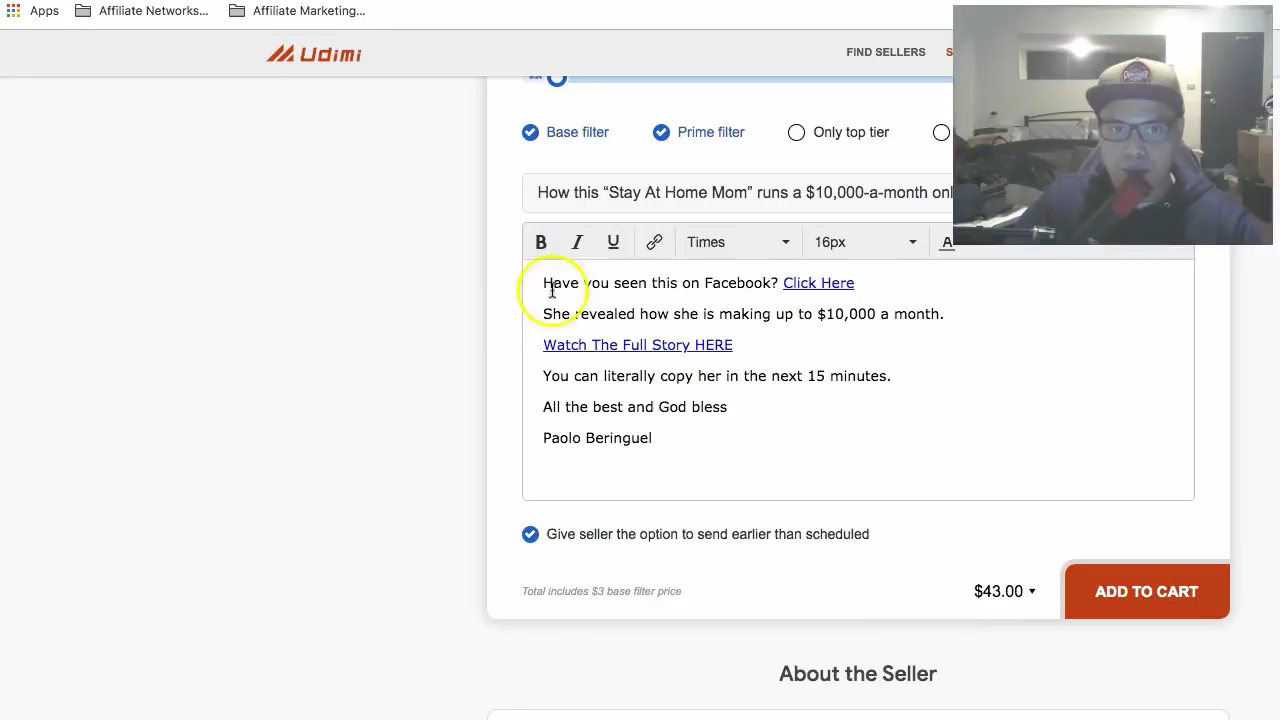 Apps
Affiliate Networks...
Affiliate Marketing...
Udimi
FIND SELLERS
S
Base filter
Prime filter
Only top tier
How this “Stay At Home Mom” runs a $10,000-a-month onl
B I U Times 16px A
Have you seen this on Facebook? Click Here
She revealed how she is making up to $10,000 a month.
Watch The Full Story HERE
You can literally copy her in the next 15 minutes.
All the best and God bless
Paolo Beringuel
Give seller the option to send earlier than scheduled
Total includes $3 base filter price
$43.00
ADD TO CART
About the Seller